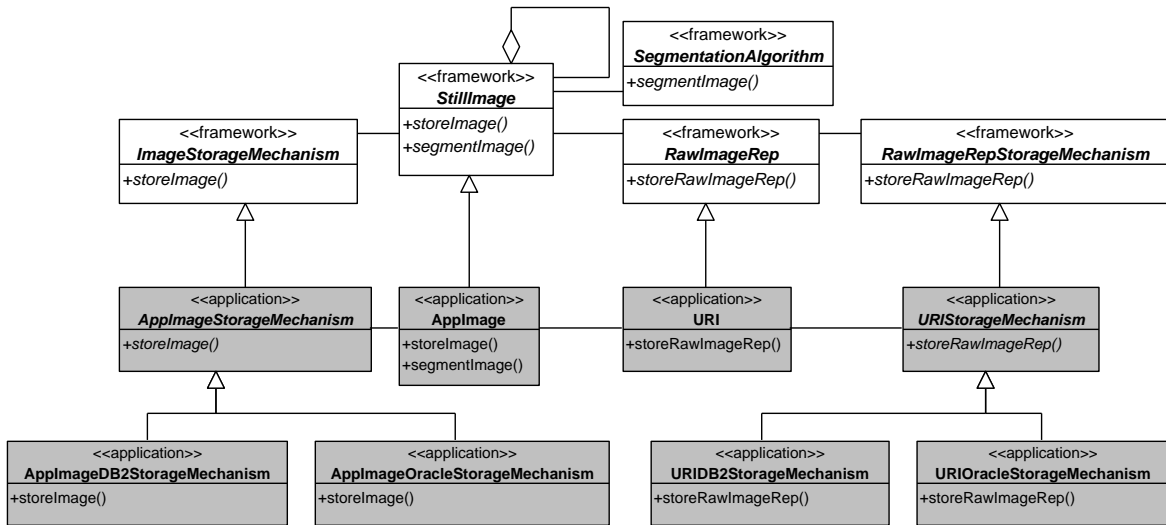 <<framework>>
SegmentationAlgorithm
+segmentImage()
<<framework>>
StillImage
+storeImage()
+segmentImage()
<<framework>>
ImageStorageMechanism
+storeImage()
<<framework>>
RawImageRep
+storeRawImageRep()
<<framework>>
RawImageRepStorageMechanism
+storeRawImageRep()
<<application>>
AppImageStorageMechanism
+storeImage()
<<application>>
AppImage
+storeImage()
+segmentImage()
<<application>>
URI
+storeRawImageRep()
<<application>>
URIStorageMechanism
+storeRawImageRep()
<<application>>
AppImageDB2StorageMechanism
+storeImage()
<<application>>
AppImageOracleStorageMechanism
+storeImage()
<<application>>
URIDB2StorageMechanism
+storeRawImageRep()
<<application>>
URIOracleStorageMechanism
+storeRawImageRep()